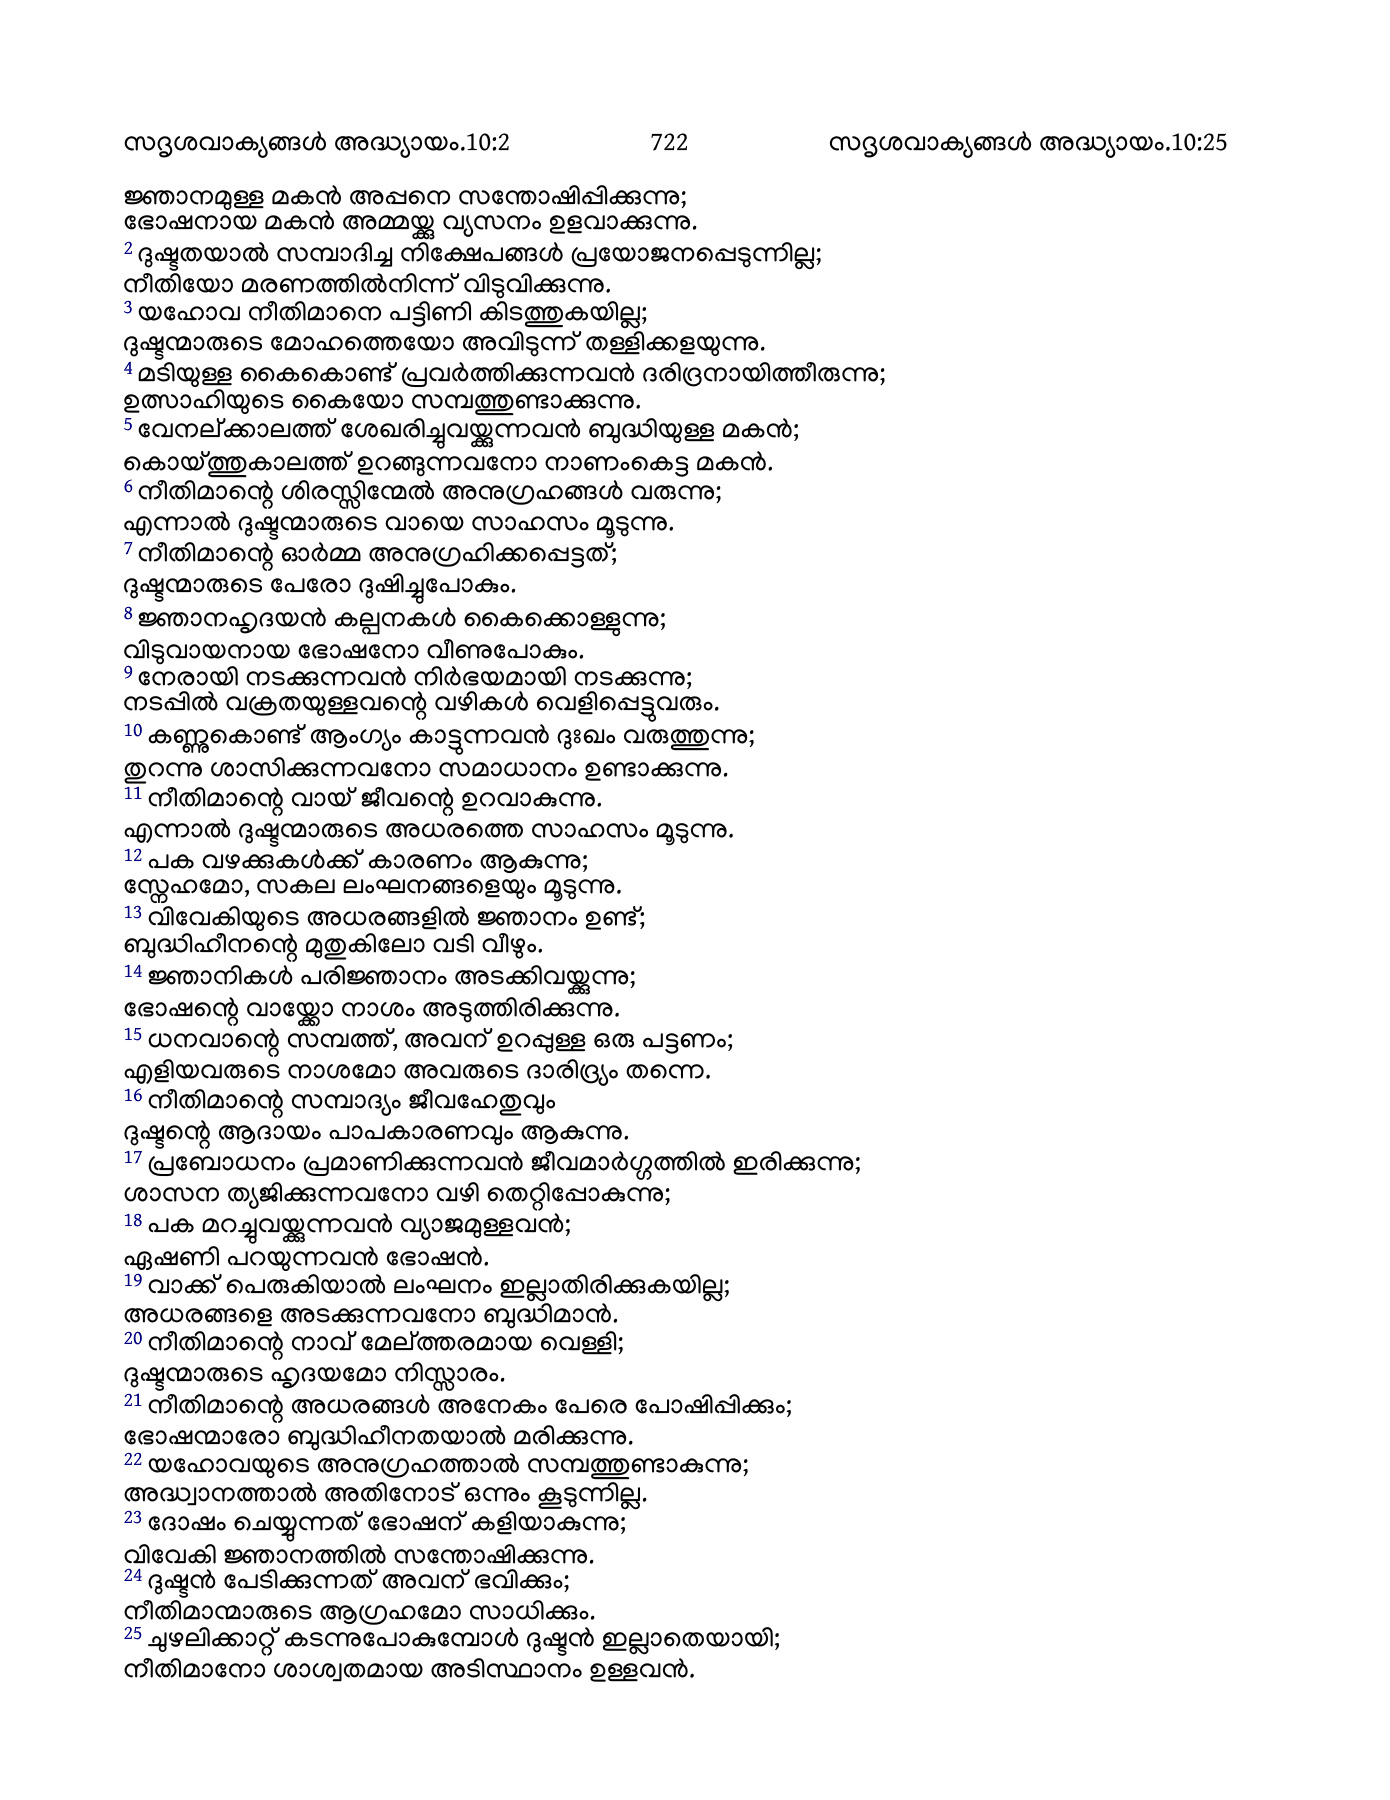 സദൃശവാക്യങ്ങൾ അദ്ധ്യായം.10:2 722 സദൃശവാക്യങ്ങൾ അദ്ധ്യായം.10:25
ജ്ഞാനമുള്ള മകൻ അപ്പനെ സന്തോഷിപ്പിക്കുന്നു;
ഭോഷനായ മകൻ അമ്മയ്ക്കു വ്യസനം ഉളവാക്കുന്നു.
2 ദുഷ്ടതയാൽ സമ്പാദിച്ച നിക്ഷേപങ്ങൾ പ്രയോജനപ്പെടുന്നില്ല;
നീതിയോ മരണത്തിൽനിന്ന് വിടുവിക്കുന്നു.
3 യഹോവ നീതിമാനെ പട്ടിണി കിടത്തുകയില്ല;
ദുഷ്ടന്മാരുടെ മോഹത്തെയോ അവിടുന്ന് തള്ളിക്കളയുന്നു.
4 മടിയുള്ള കൈകൊണ്ട് പ്രവർത്തിക്കുന്നവൻ ദരിദ്രനായിത്തീരുന്നു;
ഉത്സാഹിയുടെ കൈയോ സമ്പത്തുണ്ടാക്കുന്നു.
5 വേനല്ക്കാലത്ത് ശേഖരിച്ചുവയ്ക്കുന്നവൻ ബുദ്ധിയുള്ള മകൻ;
കൊയ്ത്തുകാലത്ത് ഉറങ്ങുന്നവനോ നാണംകെട്ട മകൻ.
6 നീതിമാന്റെ ശിരസ്സിന്മേൽ അനുഗ്രഹങ്ങൾ വരുന്നു;
എന്നാൽ ദുഷ്ടന്മാരുടെ വായെ സാഹസം മൂടുന്നു.
7 നീതിമാന്റെ ഓർമ്മ അനുഗ്രഹിക്കപ്പെട്ടത്;
ദുഷ്ടന്മാരുടെ പേരോ ദുഷിച്ചുപോകും.
8 ജ്ഞാനഹൃദയൻ കല്പനകൾ കൈക്കൊള്ളുന്നു;
വിടുവായനായ ഭോഷനോ വീണുപോകും.
9 നേരായി നടക്കുന്നവൻ നിർഭയമായി നടക്കുന്നു;
നടപ്പിൽ വക്രതയുള്ളവന്റെ വഴികൾ വെളിപ്പെട്ടുവരും.
10 കണ്ണുകൊണ്ട് ആംഗ്യം കാട്ടുന്നവൻ ദുഃഖം വരുത്തുന്നു;
തുറന്നു ശാസിക്കുന്നവനോ സമാധാനം ഉണ്ടാക്കുന്നു.
11 നീതിമാന്റെ വായ് ജീവന്റെ ഉറവാകുന്നു.
എന്നാൽ ദുഷ്ടന്മാരുടെ അധരത്തെ സാഹസം മൂടുന്നു.
12 പക വഴക്കുകൾക്ക് കാരണം ആകുന്നു;
സ്നേഹമോ, സകല ലംഘനങ്ങളെയും മൂടുന്നു.
13 വിവേകിയുടെ അധരങ്ങളിൽ ജ്ഞാനം ഉണ്ട്;
ബുദ്ധിഹീനന്റെ മുതുകിലോ വടി വീഴും.
14 ജ്ഞാനികൾ പരിജ്ഞാനം അടക്കിവയ്ക്കുന്നു;
ഭോഷന്റെ വായ്ക്കോ നാശം അടുത്തിരിക്കുന്നു.
15 ധനവാന്റെ സമ്പത്ത്, അവന് ഉറപ്പുള്ള ഒരു പട്ടണം;
എളിയവരുടെ നാശമോ അവരുടെ ദാരിദ്ര്യം തന്നെ.
16 നീതിമാന്റെ സമ്പാദ്യം ജീവഹേതുവും
ദുഷ്ടന്റെ ആദായം പാപകാരണവും ആകുന്നു.
17 പ്രബോധനം പ്രമാണിക്കുന്നവൻ ജീവമാർഗ്ഗത്തിൽ ഇരിക്കുന്നു;
ശാസന ത്യജിക്കുന്നവനോ വഴി തെറ്റിപ്പോകുന്നു;
18 പക മറച്ചുവയ്ക്കുന്നവൻ വ്യാജമുള്ളവൻ;
ഏഷണി പറയുന്നവൻ ഭോഷൻ.
19 വാക്ക് പെരുകിയാൽ ലംഘനം ഇല്ലാതിരിക്കുകയില്ല;
അധരങ്ങളെ അടക്കുന്നവനോ ബുദ്ധിമാൻ.
20 നീതിമാന്റെ നാവ് മേല്ത്തരമായ വെള്ളി;
ദുഷ്ടന്മാരുടെ ഹൃദയമോ നിസ്സാരം.
21 നീതിമാന്റെ അധരങ്ങൾ അനേകം പേരെ പോഷിപ്പിക്കും;
ഭോഷന്മാരോ ബുദ്ധിഹീനതയാൽ മരിക്കുന്നു.
22 യഹോവയുടെ അനുഗ്രഹത്താൽ സമ്പത്തുണ്ടാകുന്നു;
അദ്ധ്വാനത്താൽ അതിനോട് ഒന്നും കൂടുന്നില്ല.
23 ദോഷം ചെയ്യുന്നത് ഭോഷന് കളിയാകുന്നു;
വിവേകി ജ്ഞാനത്തിൽ സന്തോഷിക്കുന്നു.
24 ദുഷ്ടൻ പേടിക്കുന്നത് അവന് ഭവിക്കും;
നീതിമാന്മാരുടെ ആഗ്രഹമോ സാധിക്കും.
25 ചുഴലിക്കാറ്റ് കടന്നുപോകുമ്പോൾ ദുഷ്ടൻ ഇല്ലാതെയായി;
നീതിമാനോ ശാശ്വതമായ അടിസ്ഥാനം ഉള്ളവൻ.